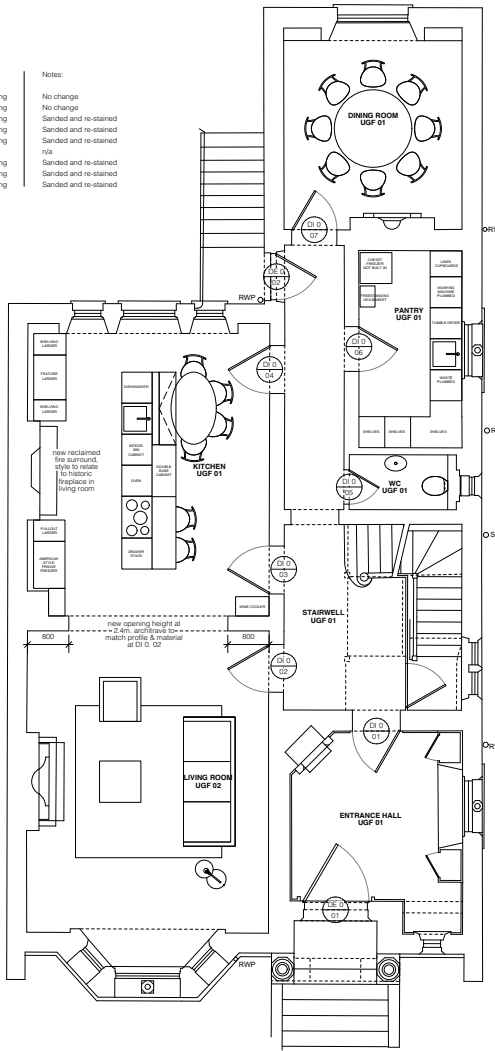 Notes:
No change
No change
Sanded and re-stained
Sanded and re-stained
n/a
Sanded and re-stained
Sanded and re-stained
Sanded and re-stained
DINING ROOM
UGF 01
DI 0
07
DE 0
02
RWP
CHESST
FREEZER
NOT BUILT IN
FREESTANDING
VEG BASKET
LINEN
CUPBOARDS
WASHING
MACHINE
PLUMBED
PANTRY
UGF 01
TUMBLE DRYER
WASTE
PLUMBED
SHELVES
SHELVES
SHELVES
DI 0
06
DI 0
04
SHELVING
LARDER
FEATURE
LARDER
SHELVING
LARDER
DISHWASHER
INTEGR.
BIN
CABINET
OVEN
DOUBLE
BASE
CABINET
DRAWER
STACK
KITCHEN
UGF 01
new reclaimed
fire surround,
style to relate
to historic
fireplace in
living room
PULLOUT
LARDER
AMERICAN
STYLE
FRIDGE
FREEZER
WC
UGF 01
DI 0
05
DI 0
03
WINE COOLER
STAIRWELL
UGF 01
new opening height at
2.4m. architrave to
match profile & material
at DI 0. 02
800
800
DI 0
02
DI 0
01
LIVING ROOM
UGF 02
ENTRANCE HALL
UGF 01
DE 0
01
RWP